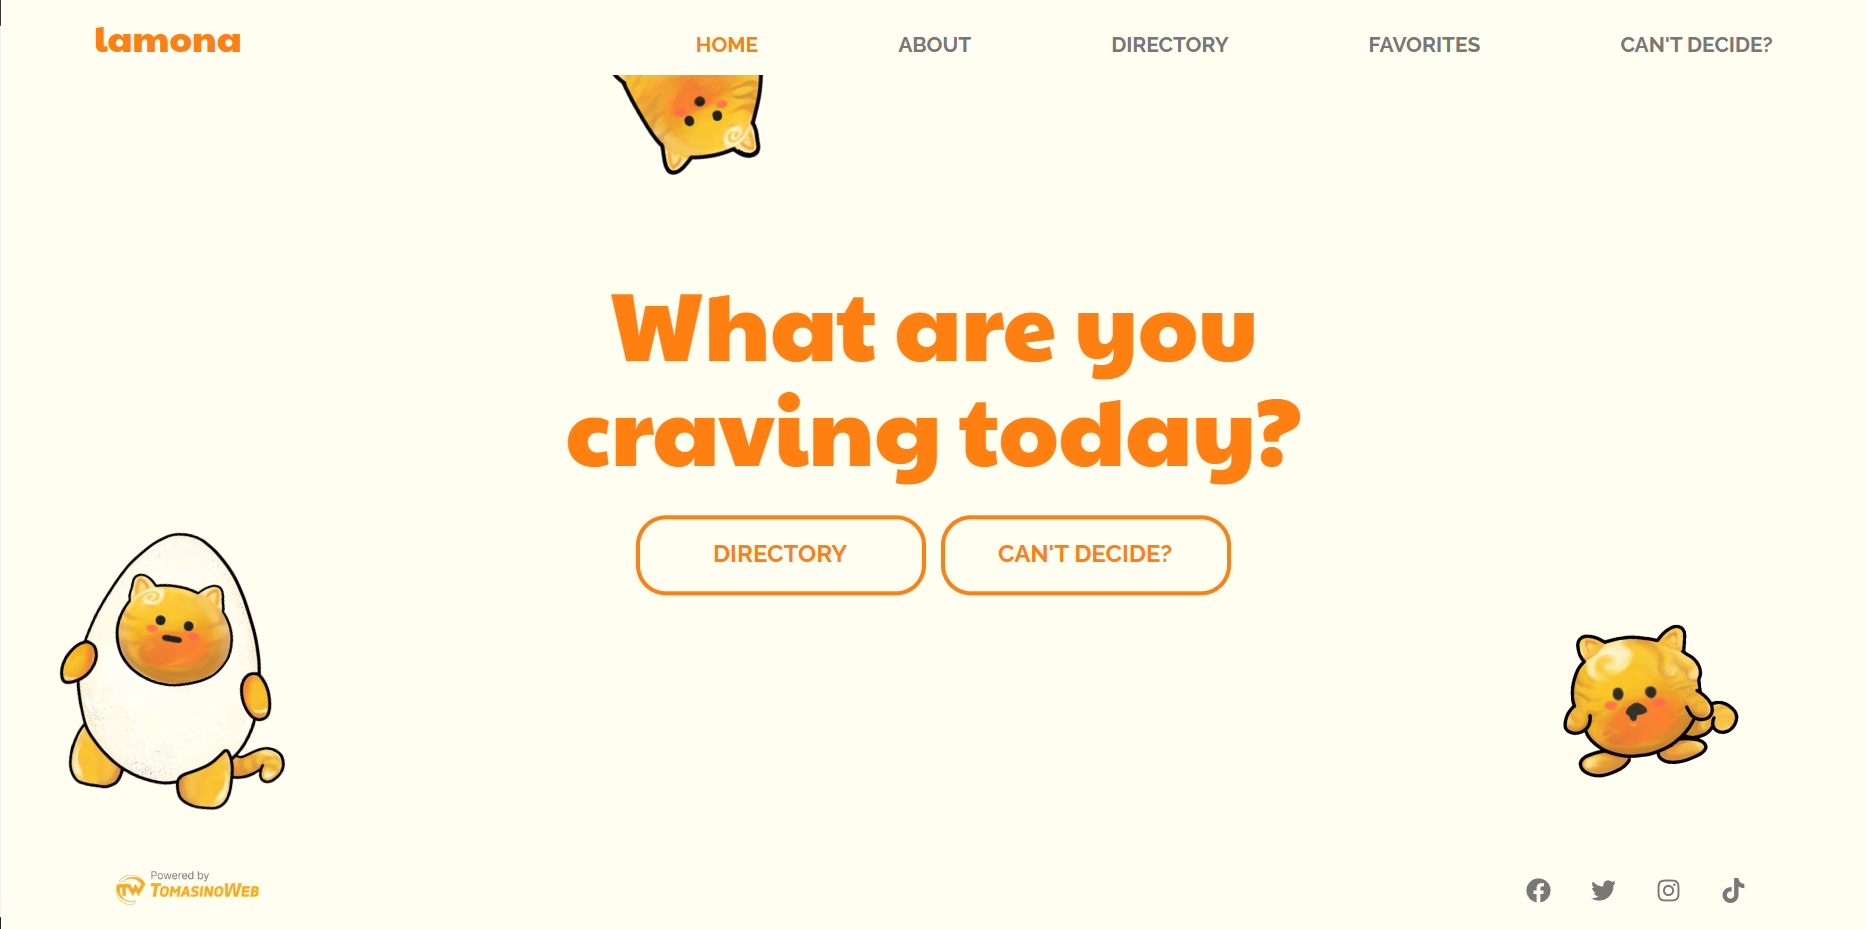 lamona
HOME
ABOUT
DIRECTORY
FAVORITES
CAN'T DECIDE?
What are you
craving today?
DIRECTORY
CAN'T DECIDE?
Powered by
TW TOMASINOWEB